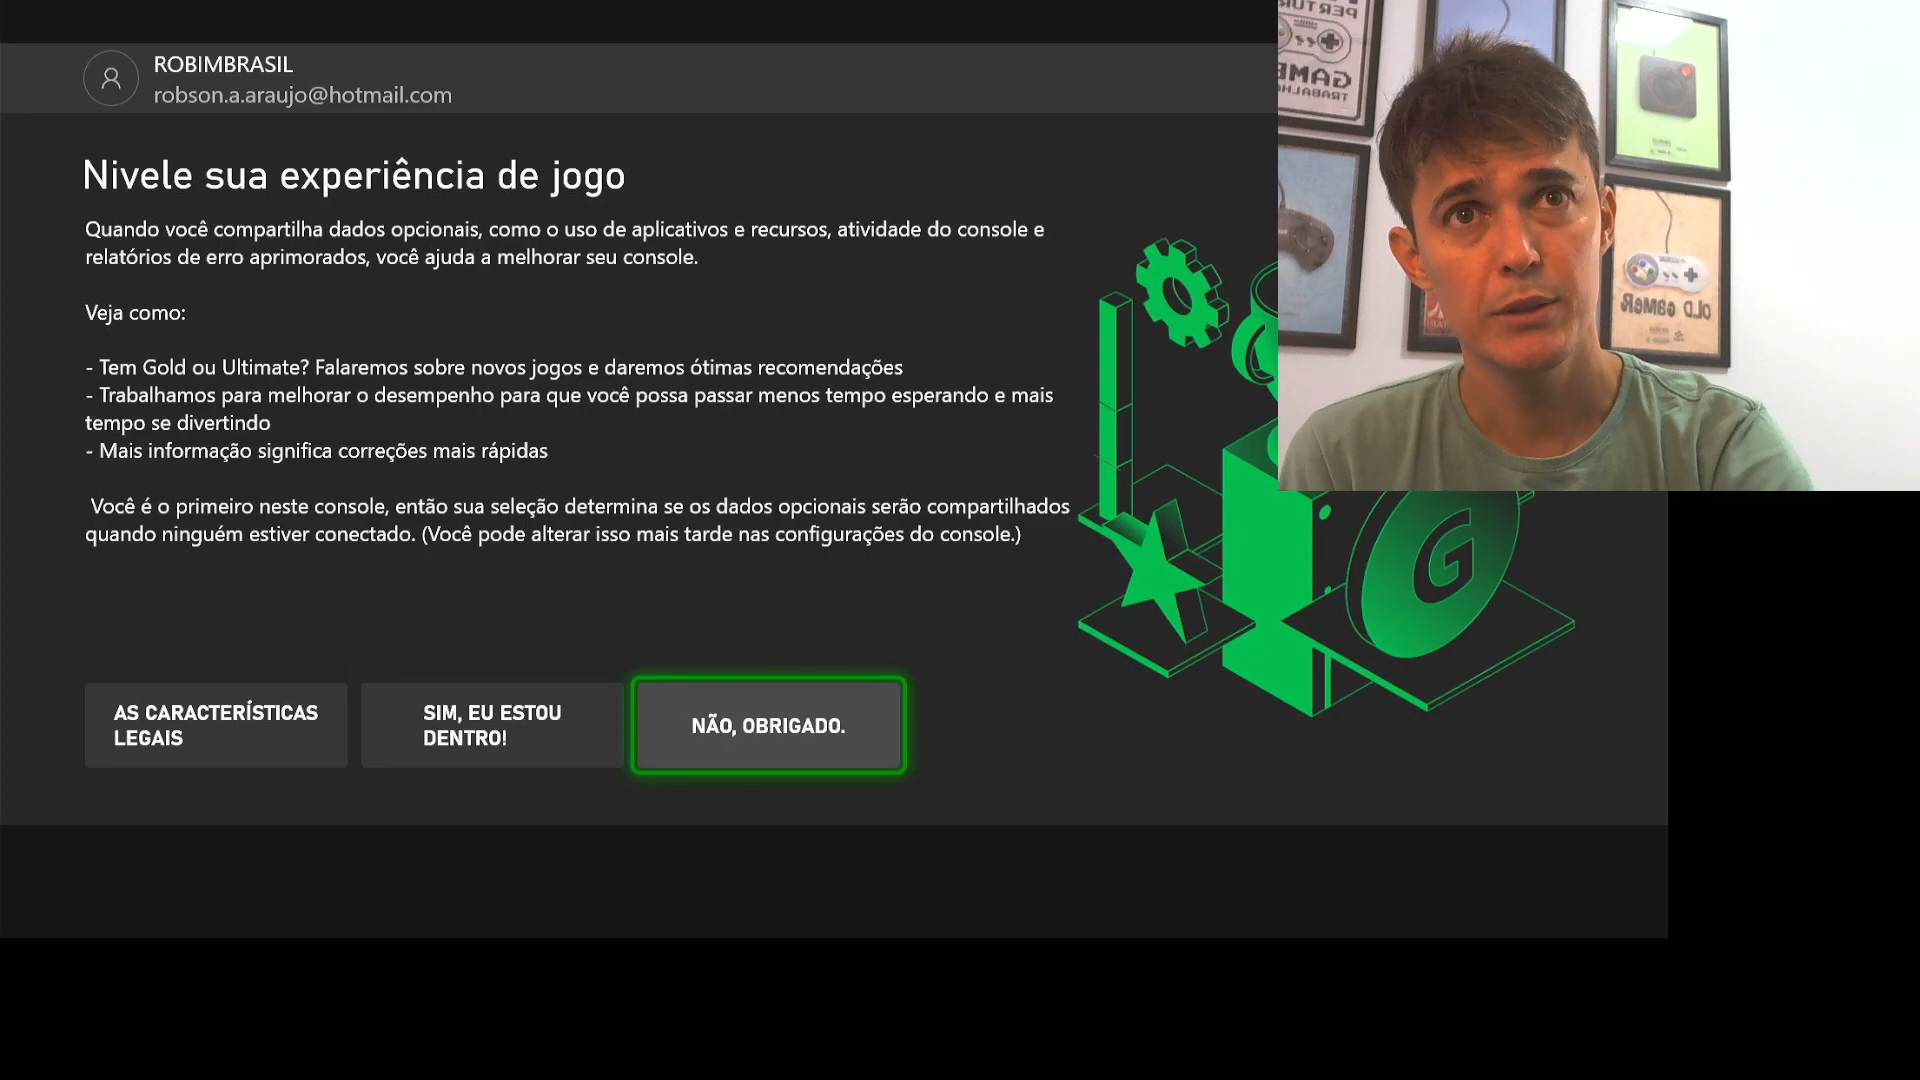 ROBIMBRASIL
robson.a.araujo@hotmail.com
Nivele sua experiência de jogo
Quando você compartilha dados opcionais, como o uso de aplicativos e recursos, atividade do console e
relatórios de erro aprimorados, você ajuda a melhorar seu console.
Veja como:
- Tem Gold ou Ultimate? Falaremos sobre novos jogos e daremos ótimas recomendações
- Trabalhamos para melhorar o desempenho para que você possa passar menos tempo esperando e mais
tempo se divertindo
- Mais informação significa correções mais rápidas
Você é o primeiro neste console, então sua seleção determina se os dados opcionais serão compartilhados
quando ninguém estiver conectado. (Você pode alterar isso mais tarde nas configurações do console.)
AS CARACTERÍSTICAS
LEGAIS
SIM, EU ESTOU
DENTRO!
NÃO, OBRIGADO.
G
OLD GAMER